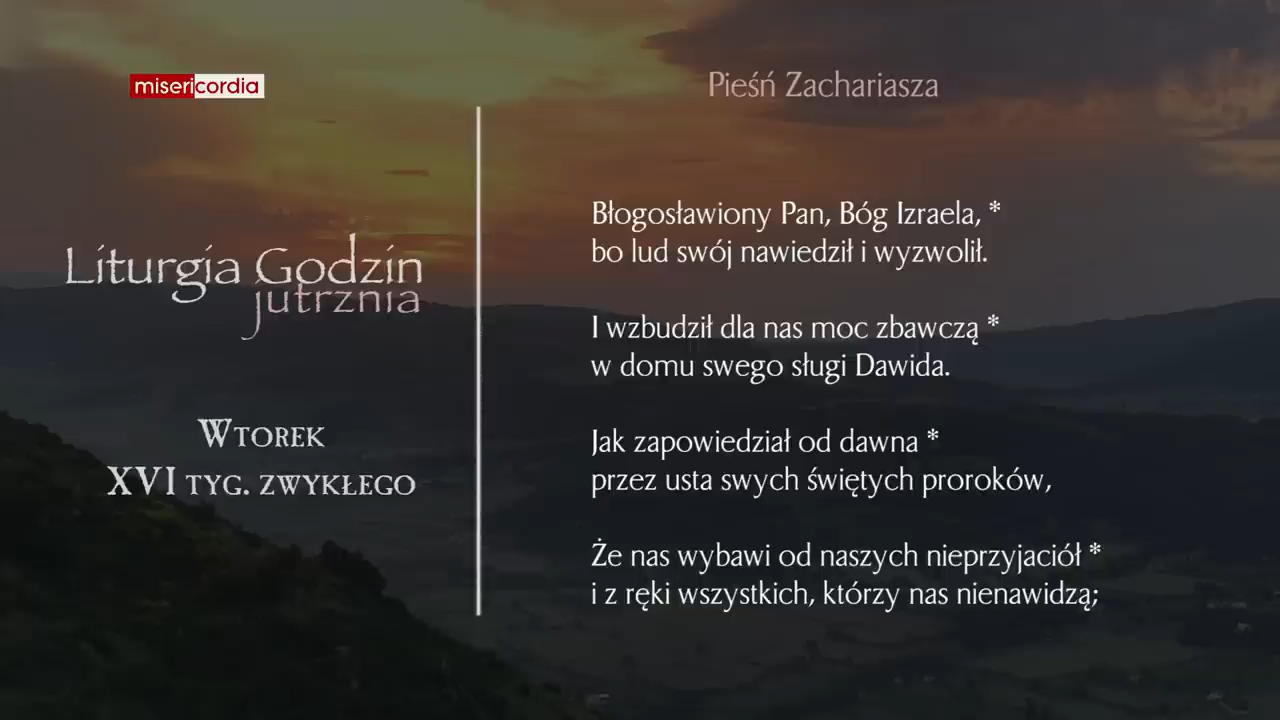 misericordia
Pieśń Zachariasza
Liturgia Godzin
jutrznia
Wtorek
XVI tyg. zwykłego
Błogosławiony Pan, Bóg Izraela, *
bo lud swój nawiedził i wyzwolił.
I wzbudził dla nas moc zbawczą *
w domu swego sługi Dawida.
Jak zapowiedział od dawna *
przez usta swych świętych proroków,
Że nas wybawi od naszych nieprzyjaciół *
i z ręki wszystkich, którzy nas nienawidzą;